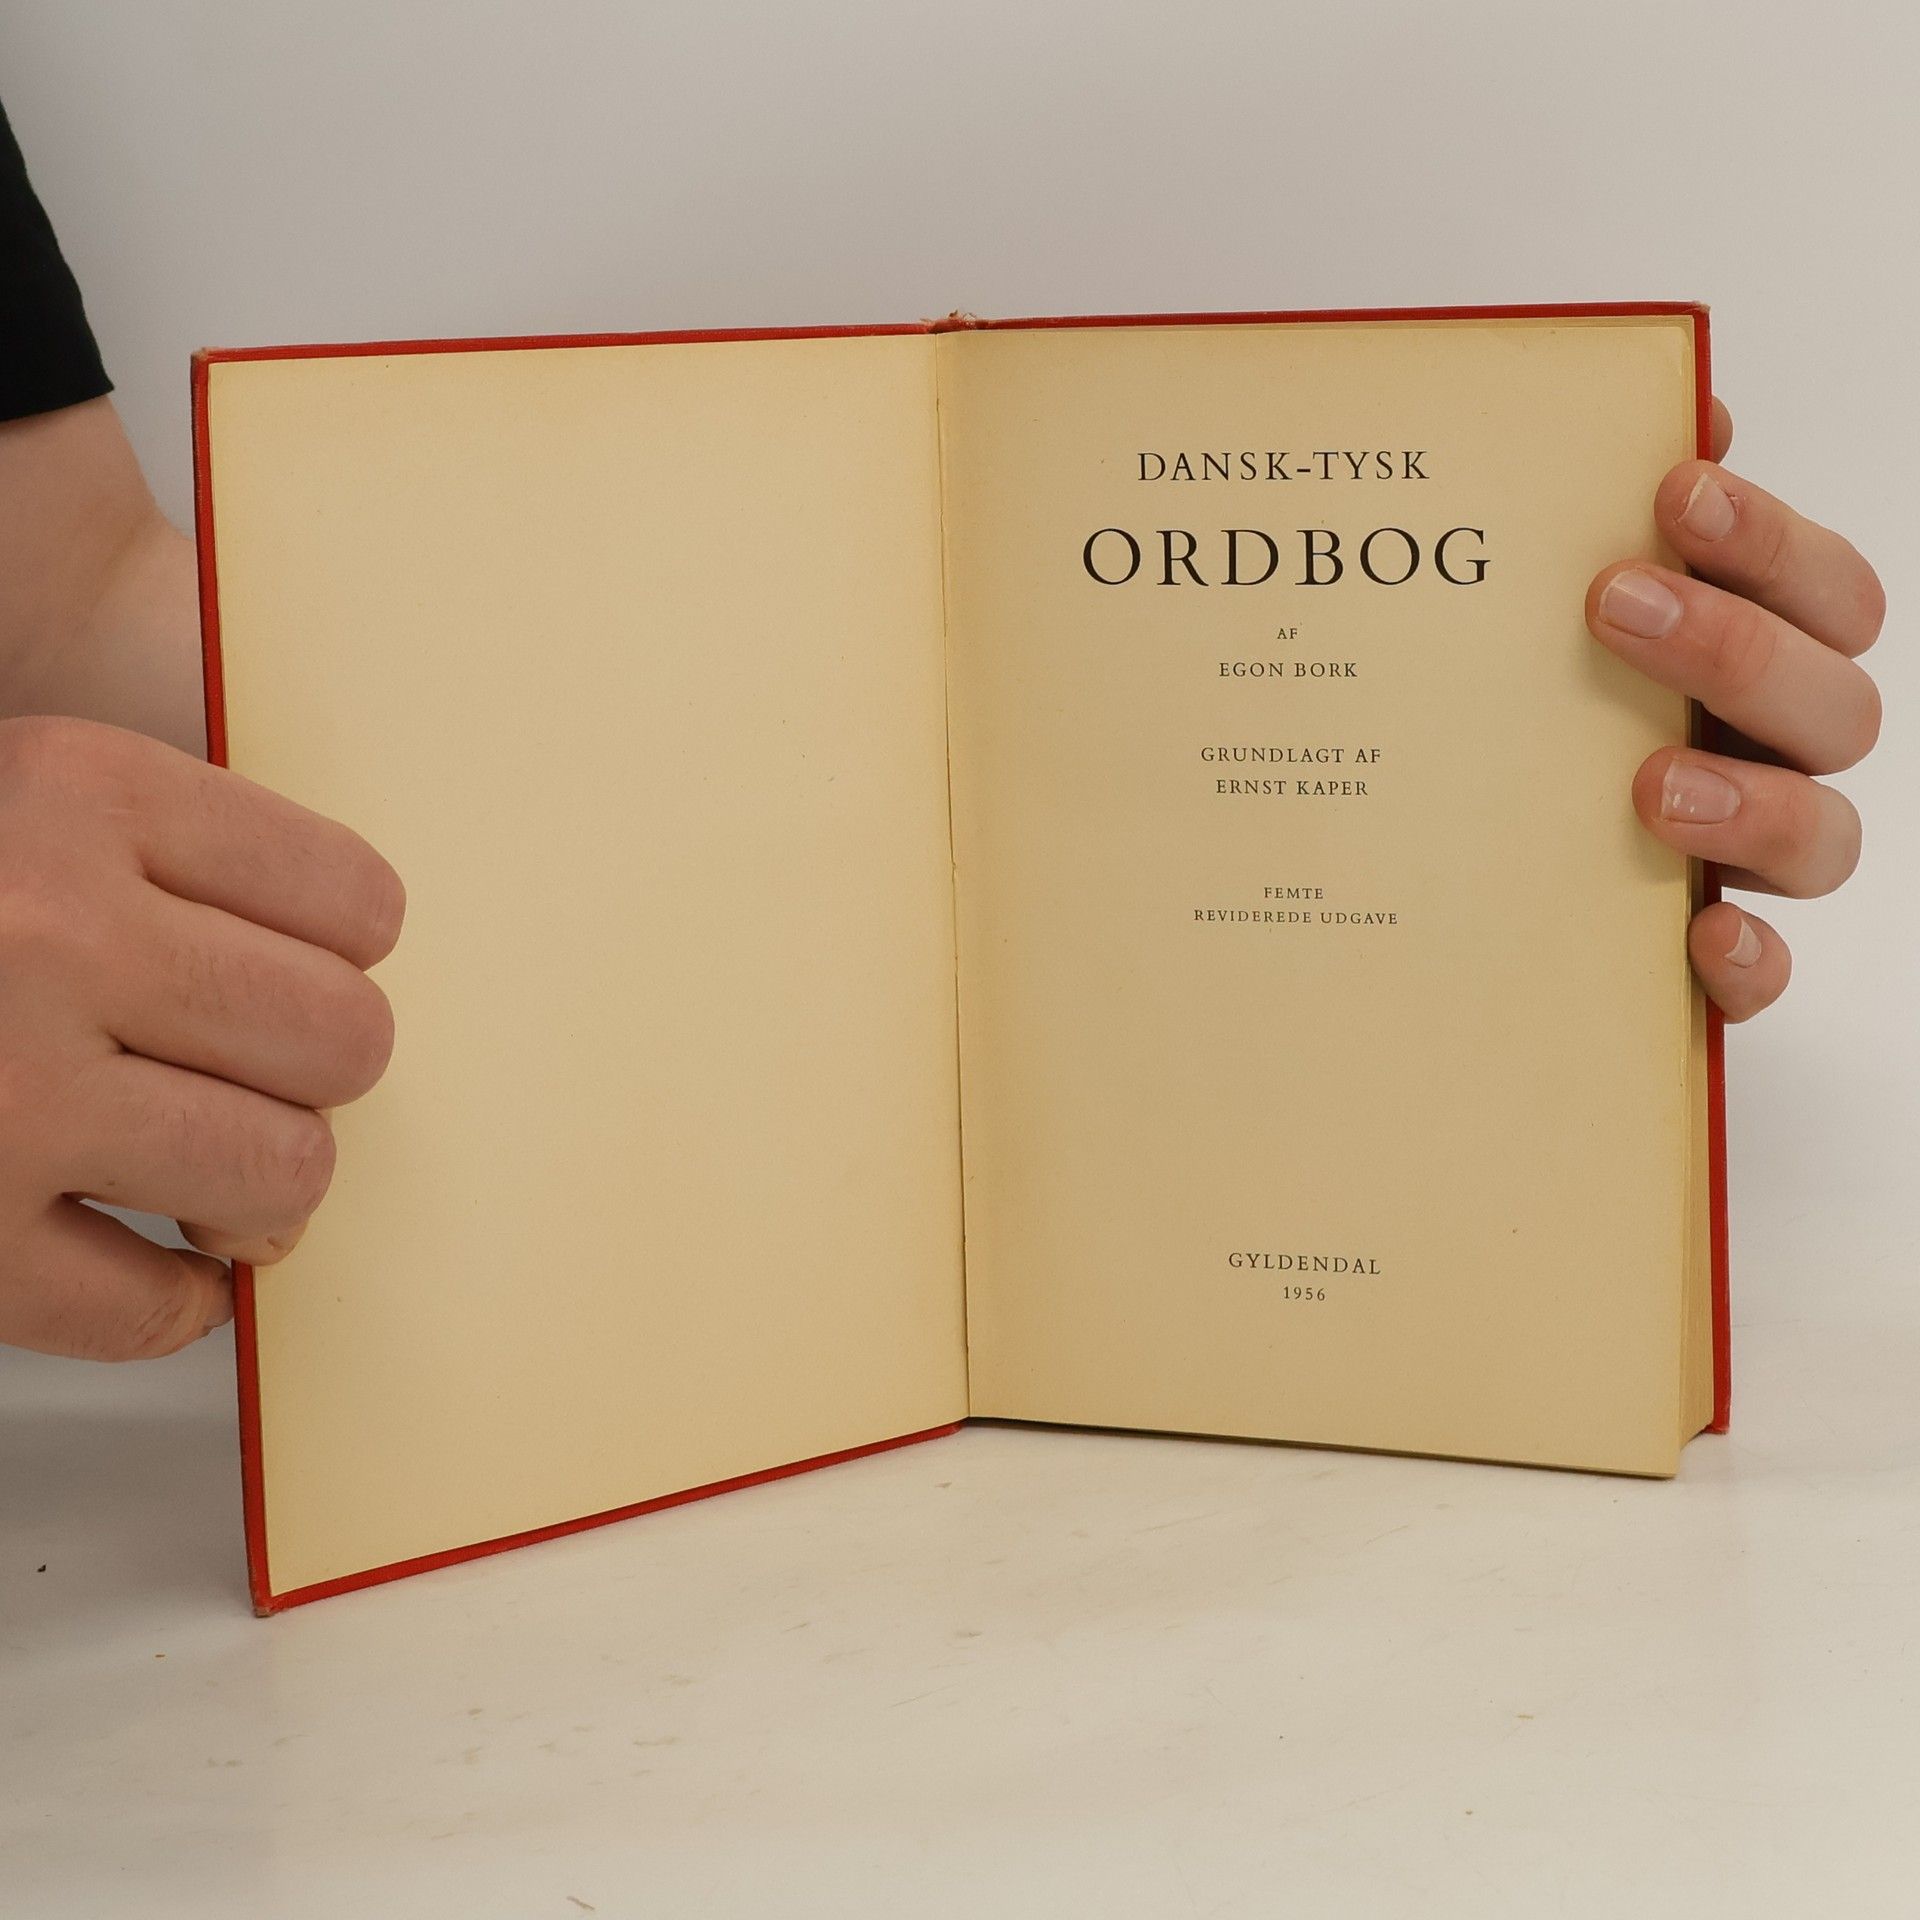 DANSK-TYSK
ORDBOG
AF
EGON BORK
GRUNDLAGT AF
ERNST KAPER
FEMTE
REVIDEREDE UDGAVE
GYLDENDAL
1956